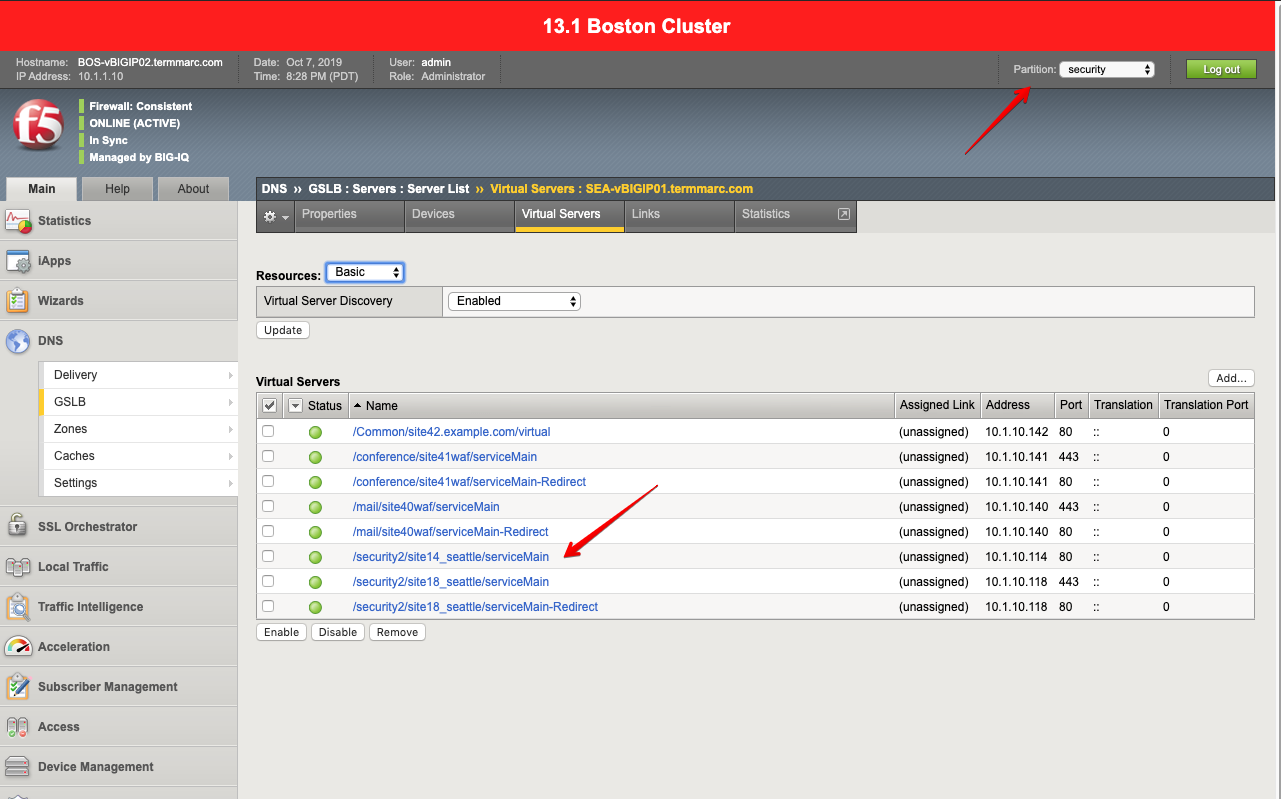 13.1 Boston Cluster
Hostname: BOS-vBIGIP02.termmarc.com
IP Address: 10.1.1.10
Date: Oct 7, 2019
Time: 8:28 PM (PDT)
User: admin
Role: Administrator
Partition: security
Log out
f5
Firewall: Consistent
ONLINE (ACTIVE)
In Sync
Managed by BIG-IQ
Main Help About
DNS ›› GSLB : Servers : Server List ›› Virtual Servers : SEA-vBIGIP01.termmarc.com
Properties Devices Virtual Servers Links Statistics
Statistics
iApps
Wizards
DNS
Delivery
GSLB
Zones
Caches
Settings
SSL Orchestrator
Local Traffic
Traffic Intelligence
Acceleration
Subscriber Management
Access
Device Management
Resources: Basic
Virtual Server Discovery Enabled
Update
Virtual Servers
Add...
Status Name Assigned Link Address Port Translation Translation Port
/Common/site42.example.com/virtual (unassigned) 10.1.10.142 80 :: 0
/conference/site41waf/serviceMain (unassigned) 10.1.10.141 443 :: 0
/conference/site41waf/serviceMain-Redirect (unassigned) 10.1.10.141 80 :: 0
/mail/site40waf/serviceMain (unassigned) 10.1.10.140 443 :: 0
/mail/site40waf/serviceMain-Redirect (unassigned) 10.1.10.140 80 :: 0
/security2/site14_seattle/serviceMain (unassigned) 10.1.10.114 80 :: 0
/security2/site18_seattle/serviceMain (unassigned) 10.1.10.118 443 :: 0
/security2/site18_seattle/serviceMain-Redirect (unassigned) 10.1.10.118 80 :: 0
Enable Disable Remove